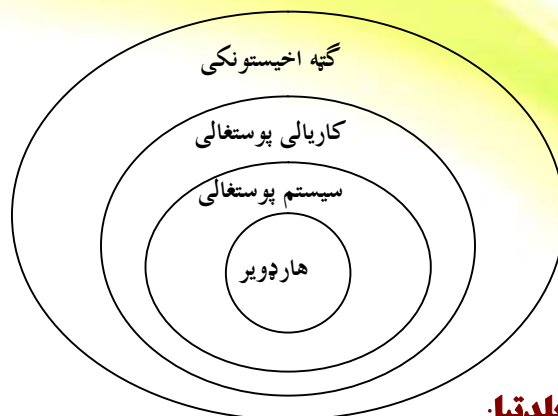 گټه اخیستونکی
کاریالی پوستغالی
سیستم پوستغالی
هارډویر